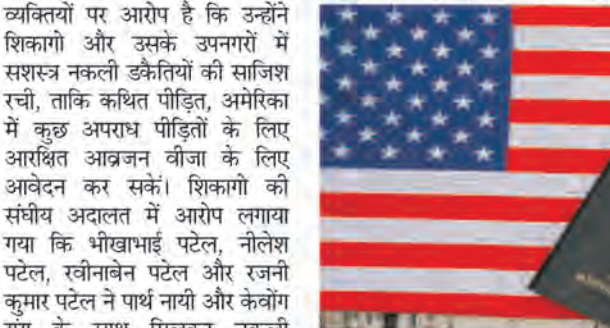 व्यक्तियों पर आरोप है कि उन्होंने
शिकागो और उसके उपनगरों में
सशस्त्र नकली डकैतियों की साजिश
रची, ताकि कथित पीड़ित, अमेरिका
में कुछ अपराध पीड़ितों के लिए
आरक्षित आव्रजन वीजा के लिए
आवेदन कर सकें। शिकागो की
संघीय अदालत में आरोप लगाया
गया कि भीखाभाई पटेल, नीलेश
पटेल, रवीनाबेन पटेल और रजनी
कुमार पटेल ने पार्थ नायी और केवोंग